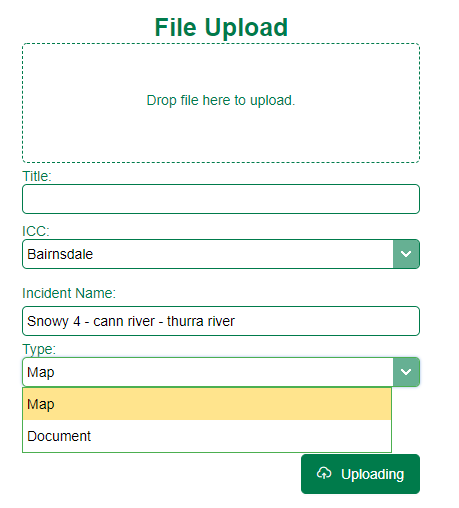 File Upload
Drop file here to upload.
Title:
ICC:
Bairnsdale
Incident Name:
Snowy 4 - cann river - thurra river
Type:
Map
Map
Document
Uploading